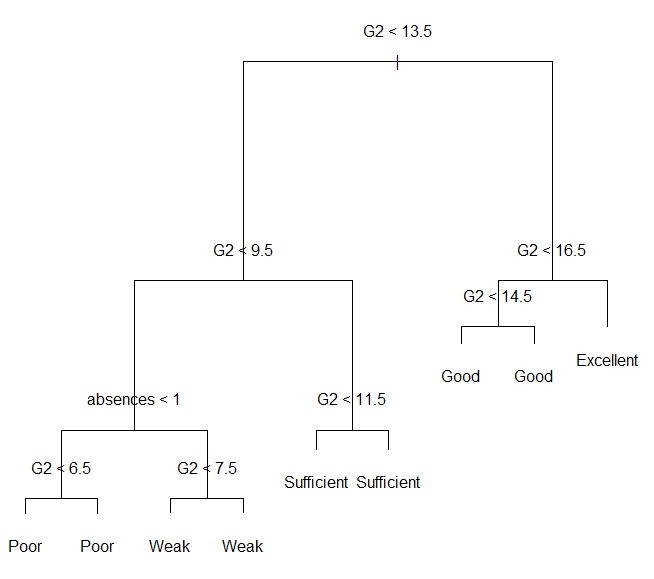 G2 < 13.5
G2 < 9.5
G2 < 16.5
G2 < 14.5
Excellent
Good
Good
absences < 1
G2 < 11.5
G2 < 6.5
G2 < 7.5
Sufficient
Sufficient
Poor
Poor
Weak
Weak